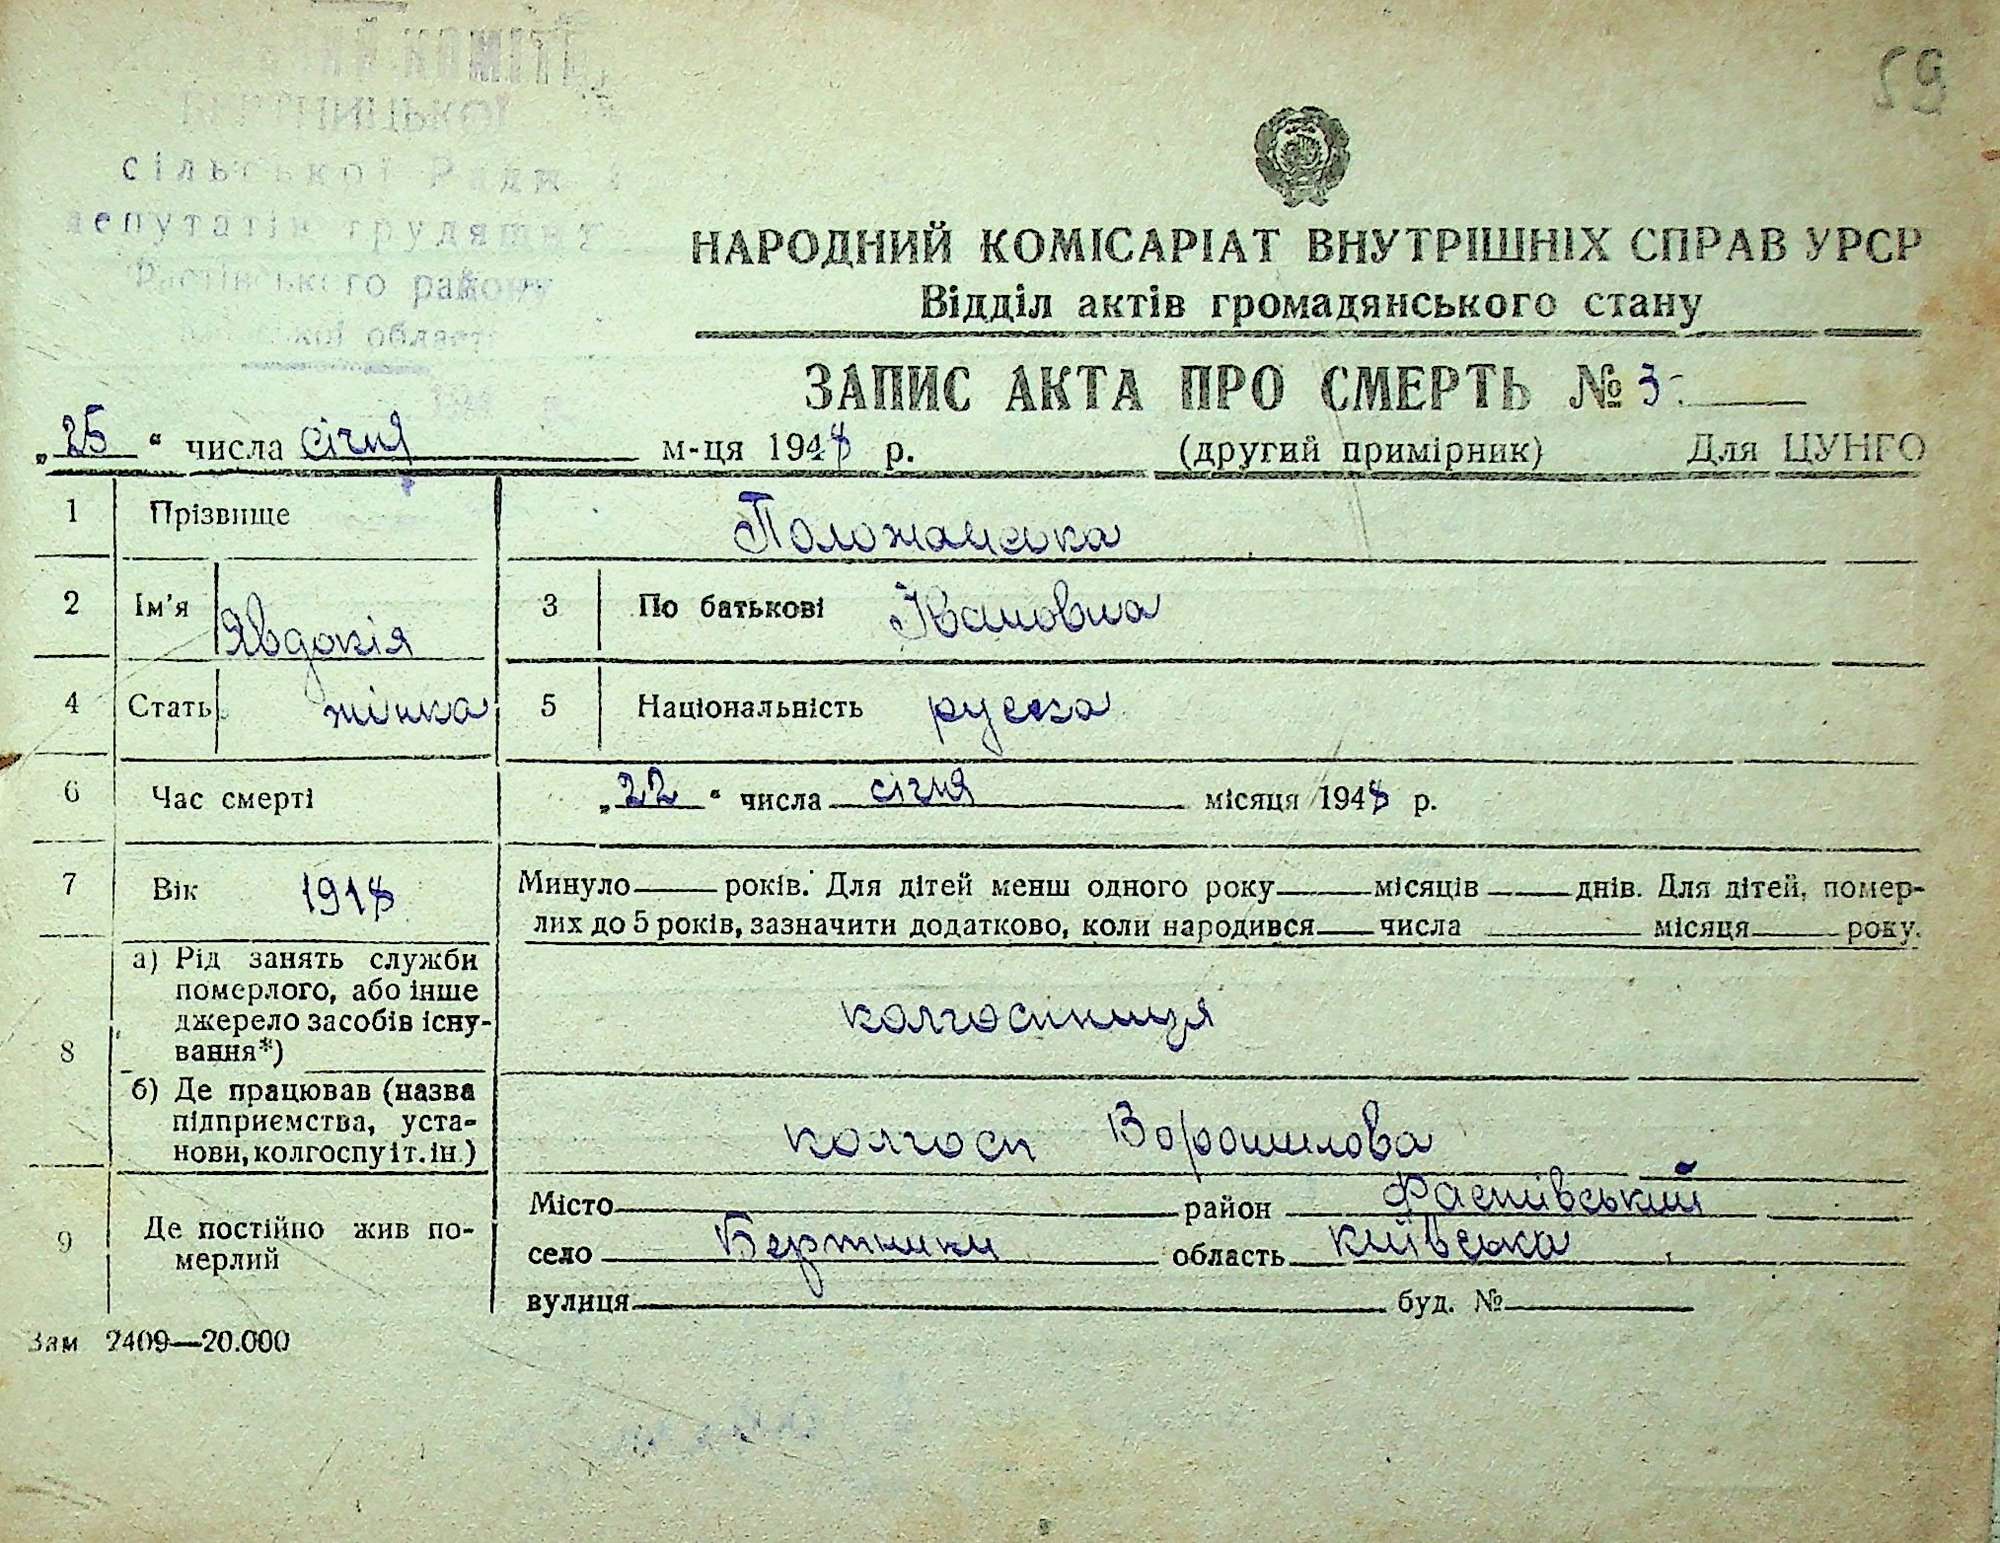 59
сільської Ради
депутатів трудящих
району
області
НАРОДНИЙ КОМІСАРІАТ ВНУТРІШНІХ СПРАВ УРСР
Відділ актів громадянського стану
ЗАПИС АКТА ПРО СМЕРТЬ № 3
„25“ числа січня м-ця 1948 р. (другий примірник) Для ЦУНГО
1 Прізвище Положаиська
2 Ім'я Явдокія 3 По батькові Івановна
4 Стать жінка 5 Національність руска
6 Час смерті „22“ числа січня місяця 1948 р.
7 Вік 1918 Минуло років. Для дітей менш одного року місяців днів. Для дітей, помер-
лих до 5 років, зазначити додатково, коли народився числа місяця року.
8 а) Рід занять служби
померлого, або інше
джерело засобів існу-
вання*) колгоспниця
б) Де працював (назва
підприємства, уста-
нови, колгоспу і т. ін.) колгосп Ворошилова
9 Де постійно жив по-
мерлий
Місто район Фастівський
село Бертники область Київська
вулиця буд. №
Зам 2409—20.000